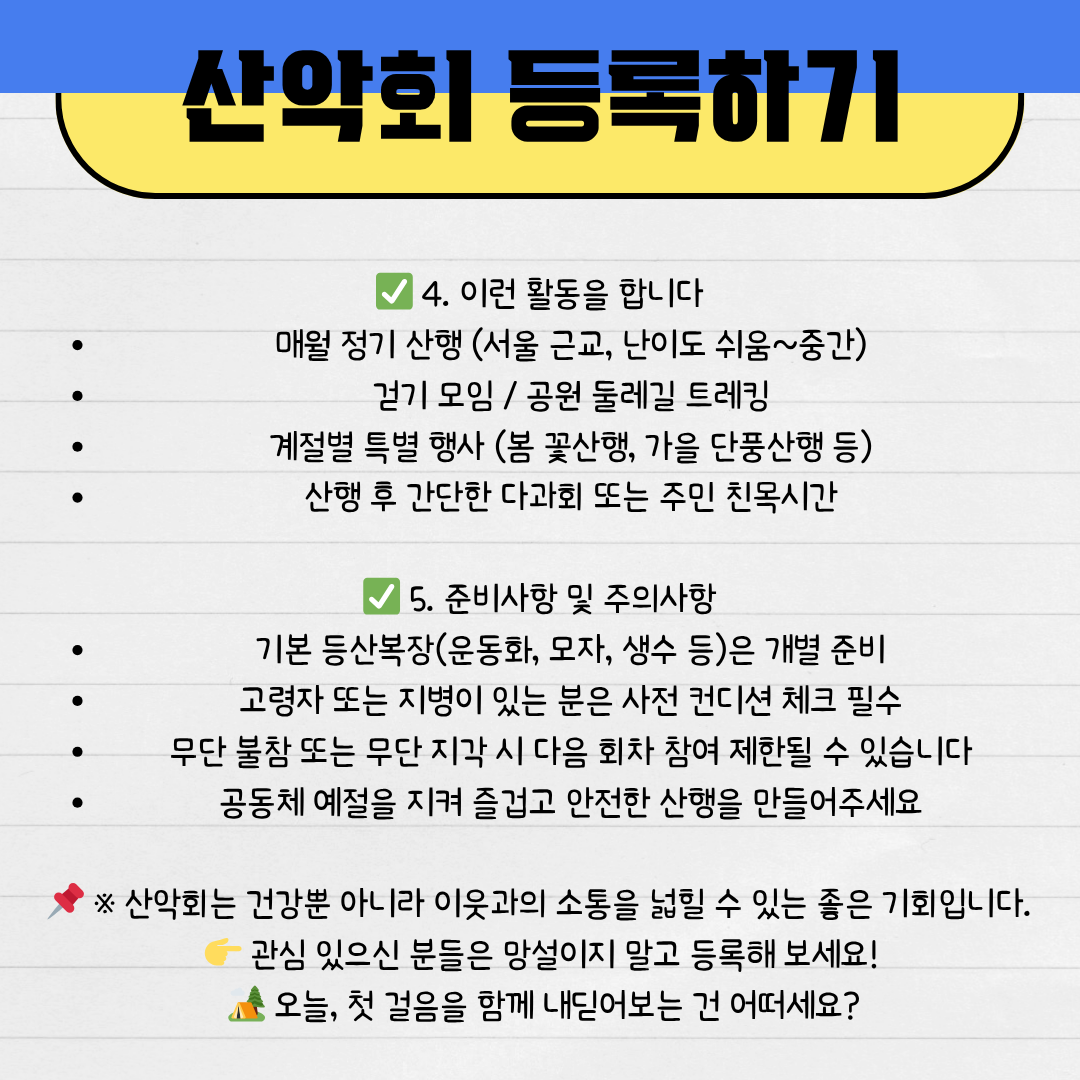 산악회 등록하기
✅ 4. 이런 활동을 합니다
• 매월 정기 산행 (서울 근교, 난이도 쉬움~중간)
• 걷기 모임 / 공원 둘레길 트레킹
• 계절별 특별 행사 (봄 꽃산행, 가을 단풍산행 등)
• 산행 후 간단한 다과회 또는 주민 친목시간
✅ 5. 준비사항 및 주의사항
• 기본 등산복장(운동화, 모자, 생수 등)은 개별 준비
• 고령자 또는 지병이 있는 분은 사전 컨디션 체크 필수
• 무단 불참 또는 무단 지각 시 다음 회차 참여 제한될 수 있습니다
• 공동체 예절을 지켜 즐겁고 안전한 산행을 만들어주세요
📌 ※ 산악회는 건강뿐 아니라 이웃과의 소통을 넓힐 수 있는 좋은 기회입니다.
👉 관심 있으신 분들은 망설이지 말고 등록해 보세요!
🏕️ 오늘, 첫 걸음을 함께 내딛어보는 건 어떠세요?